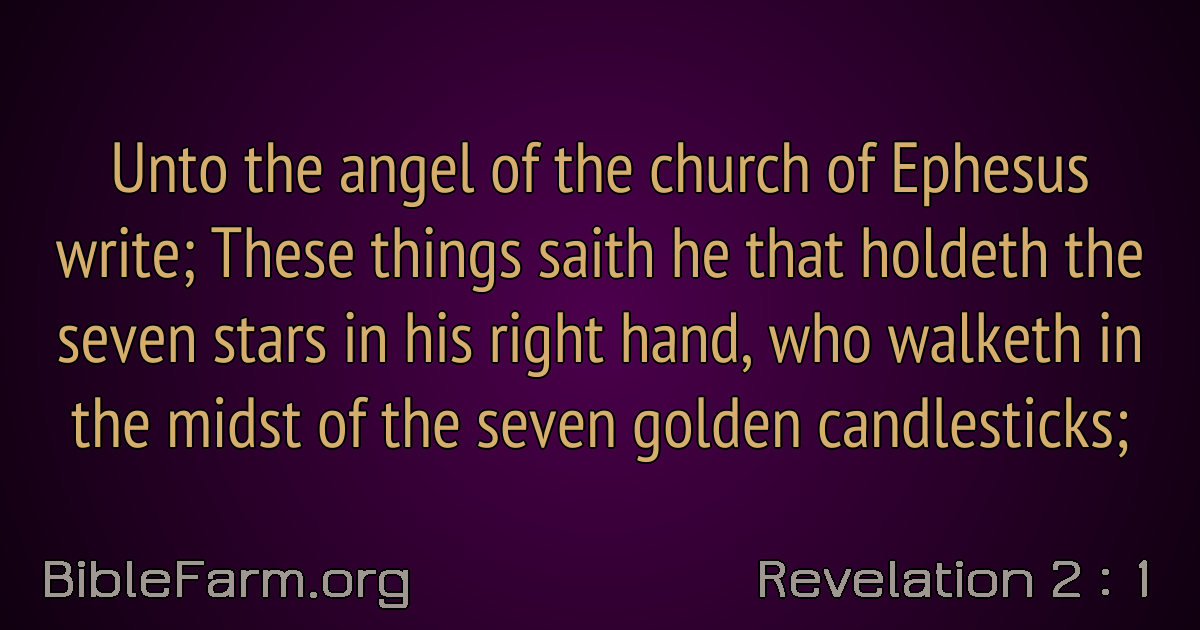 Unto the angel of the church of Ephesus
write; These things saith he that holdeth the
seven stars in his right hand, who walketh in
the midst of the seven golden candlesticks;
BibleFarm.org
Revelation 2 : 1